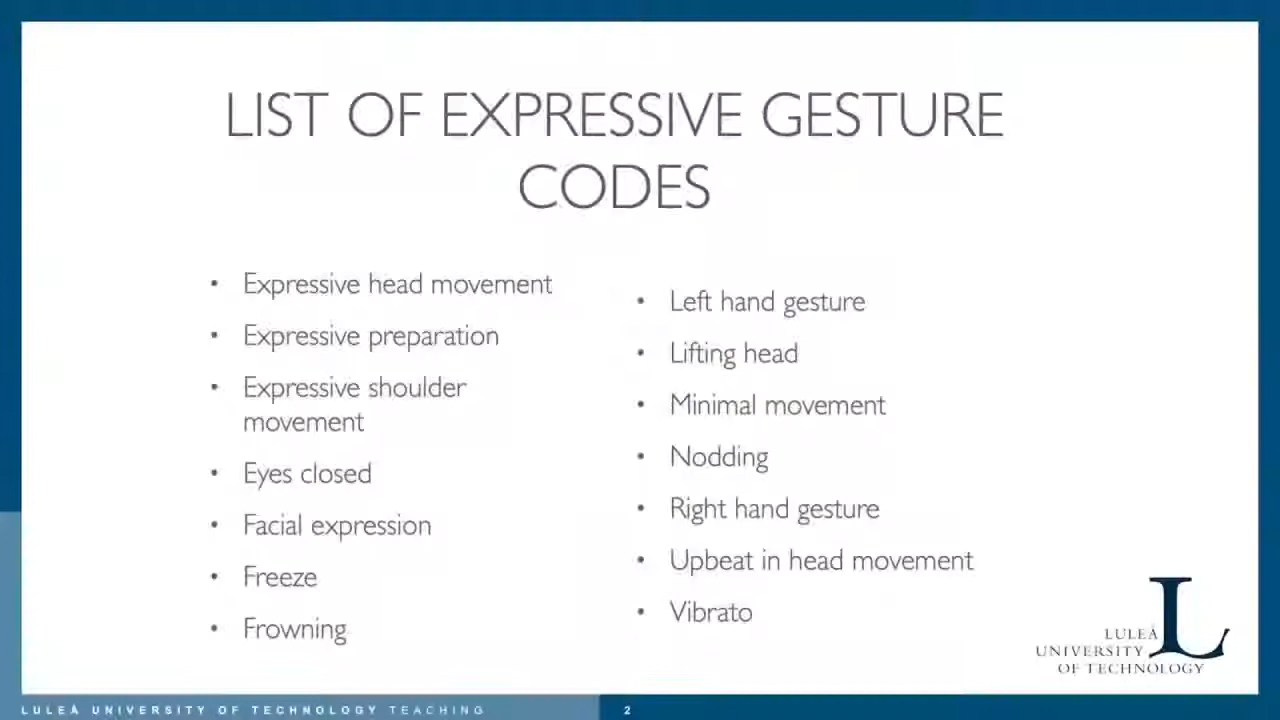 LIST OF EXPRESSIVE GESTURE
CODES
• Expressive head movement
• Expressive preparation
• Expressive shoulder
movement
• Eyes closed
• Facial expression
• Freeze
• Frowning
• Left hand gesture
• Lifting head
• Minimal movement
• Nodding
• Right hand gesture
• Upbeat in head movement
• Vibrato
L
LULEÅ
UNIVERSITY
OF TECHNOLOGY
LULEÅ UNIVERSITY OF TECHNOLOGY TEACHING
2